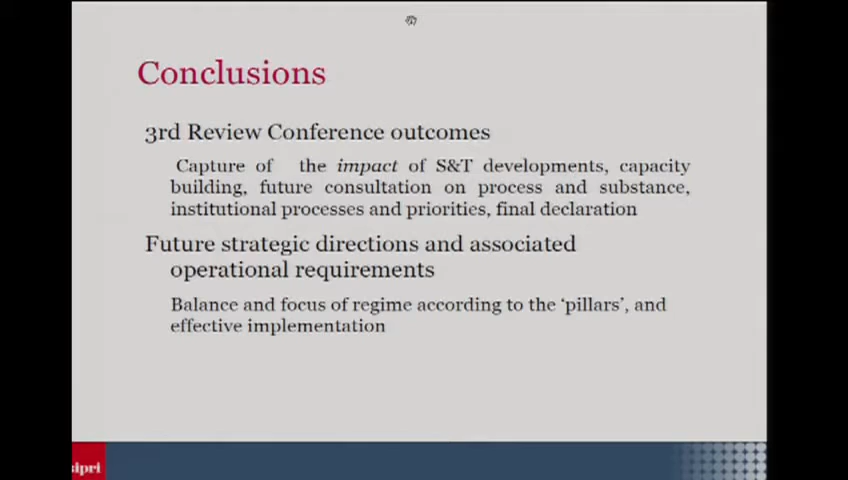 Conclusions
3rd Review Conference outcomes
Capture of the impact of S&T developments, capacity
building, future consultation on process and substance,
institutional processes and priorities, final declaration
Future strategic directions and associated
operational requirements
Balance and focus of regime according to the ‘pillars’, and
effective implementation
sipri